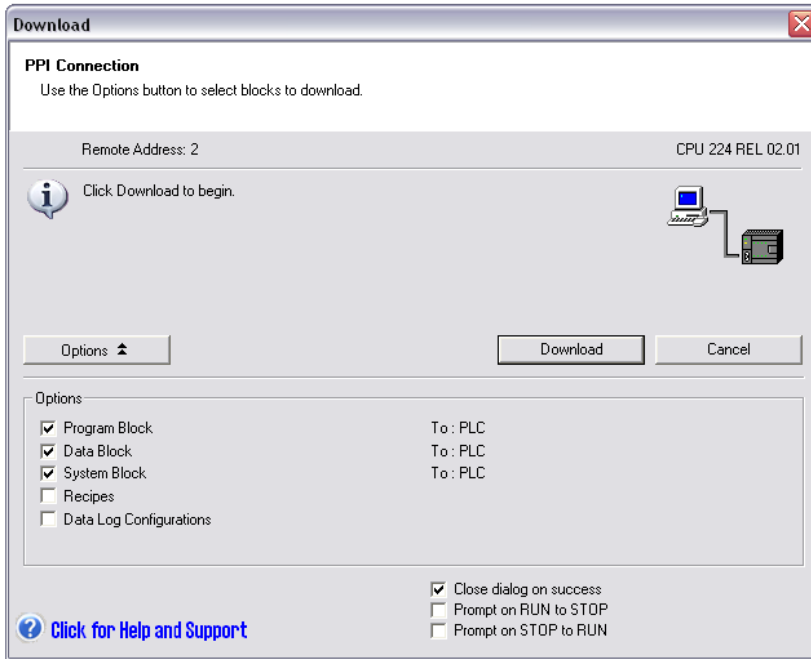 Download
PPI Connection
Use the Options button to select blocks to download.
Remote Address: 2 CPU 224 REL 02.01
Click Download to begin.
Options Download Cancel
Options
Program Block To : PLC
Data Block To : PLC
System Block To : PLC
Recipes
Data Log Configurations
Close dialog on success
Prompt on RUN to STOP
Prompt on STOP to RUN
Click for Help and Support